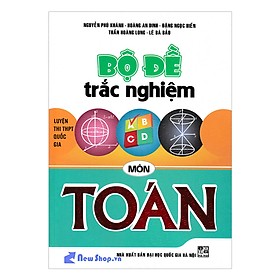 NGUYỄN PHÚ KHÁNH - HOÀNG AN DINH - ĐẶNG NGỌC HIỀN
TRẦN HOÀNG LONG - LÊ BÁ BẢO
BỘ ĐỀ
trắc nghiệm
LUYỆN
THI THPT
QUỐC
GIA
A B
C D
MÔN
TOÁN
NHÀ XUẤT BẢN ĐẠI HỌC QUỐC GIA HÀ NỘI
NewShop.vn